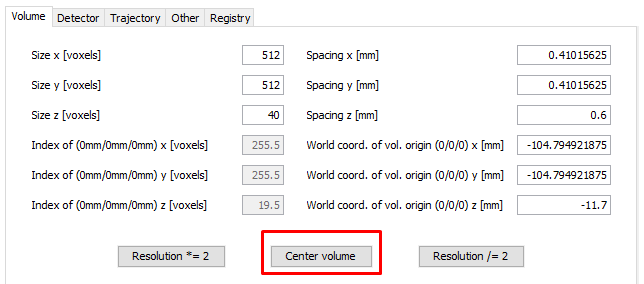 Volume Detector Trajectory Other Registry
Size x [voxels] 512 Spacing x [mm] 0.41015625
Size y [voxels] 512 Spacing y [mm] 0.41015625
Size z [voxels] 40 Spacing z [mm] 0.6
Index of (0mm/0mm/0mm) x [voxels] 255.5 World coord. of vol. origin (0/0/0) x [mm] -104.794921875
Index of (0mm/0mm/0mm) y [voxels] 255.5 World coord. of vol. origin (0/0/0) y [mm] -104.794921875
Index of (0mm/0mm/0mm) z [voxels] 19.5 World coord. of vol. origin (0/0/0) z [mm] -11.7
Resolution *= 2 Center volume Resolution /= 2